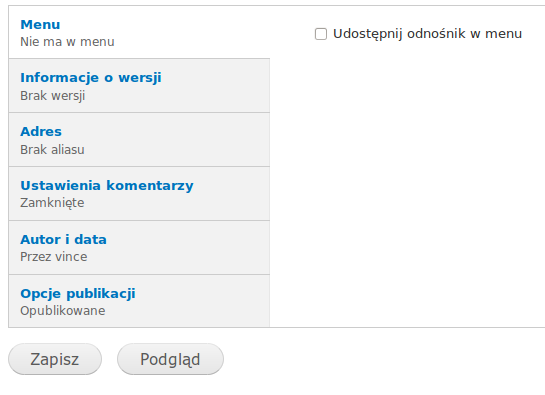 Menu
Nie ma w menu
Udostępnij odnośnik w menu
Informacje o wersji
Brak wersji
Adres
Brak aliasu
Ustawienia komentarzy
Zamknięte
Autor i data
Przez vince
Opcje publikacji
Opublikowane
Zapisz
Podgląd